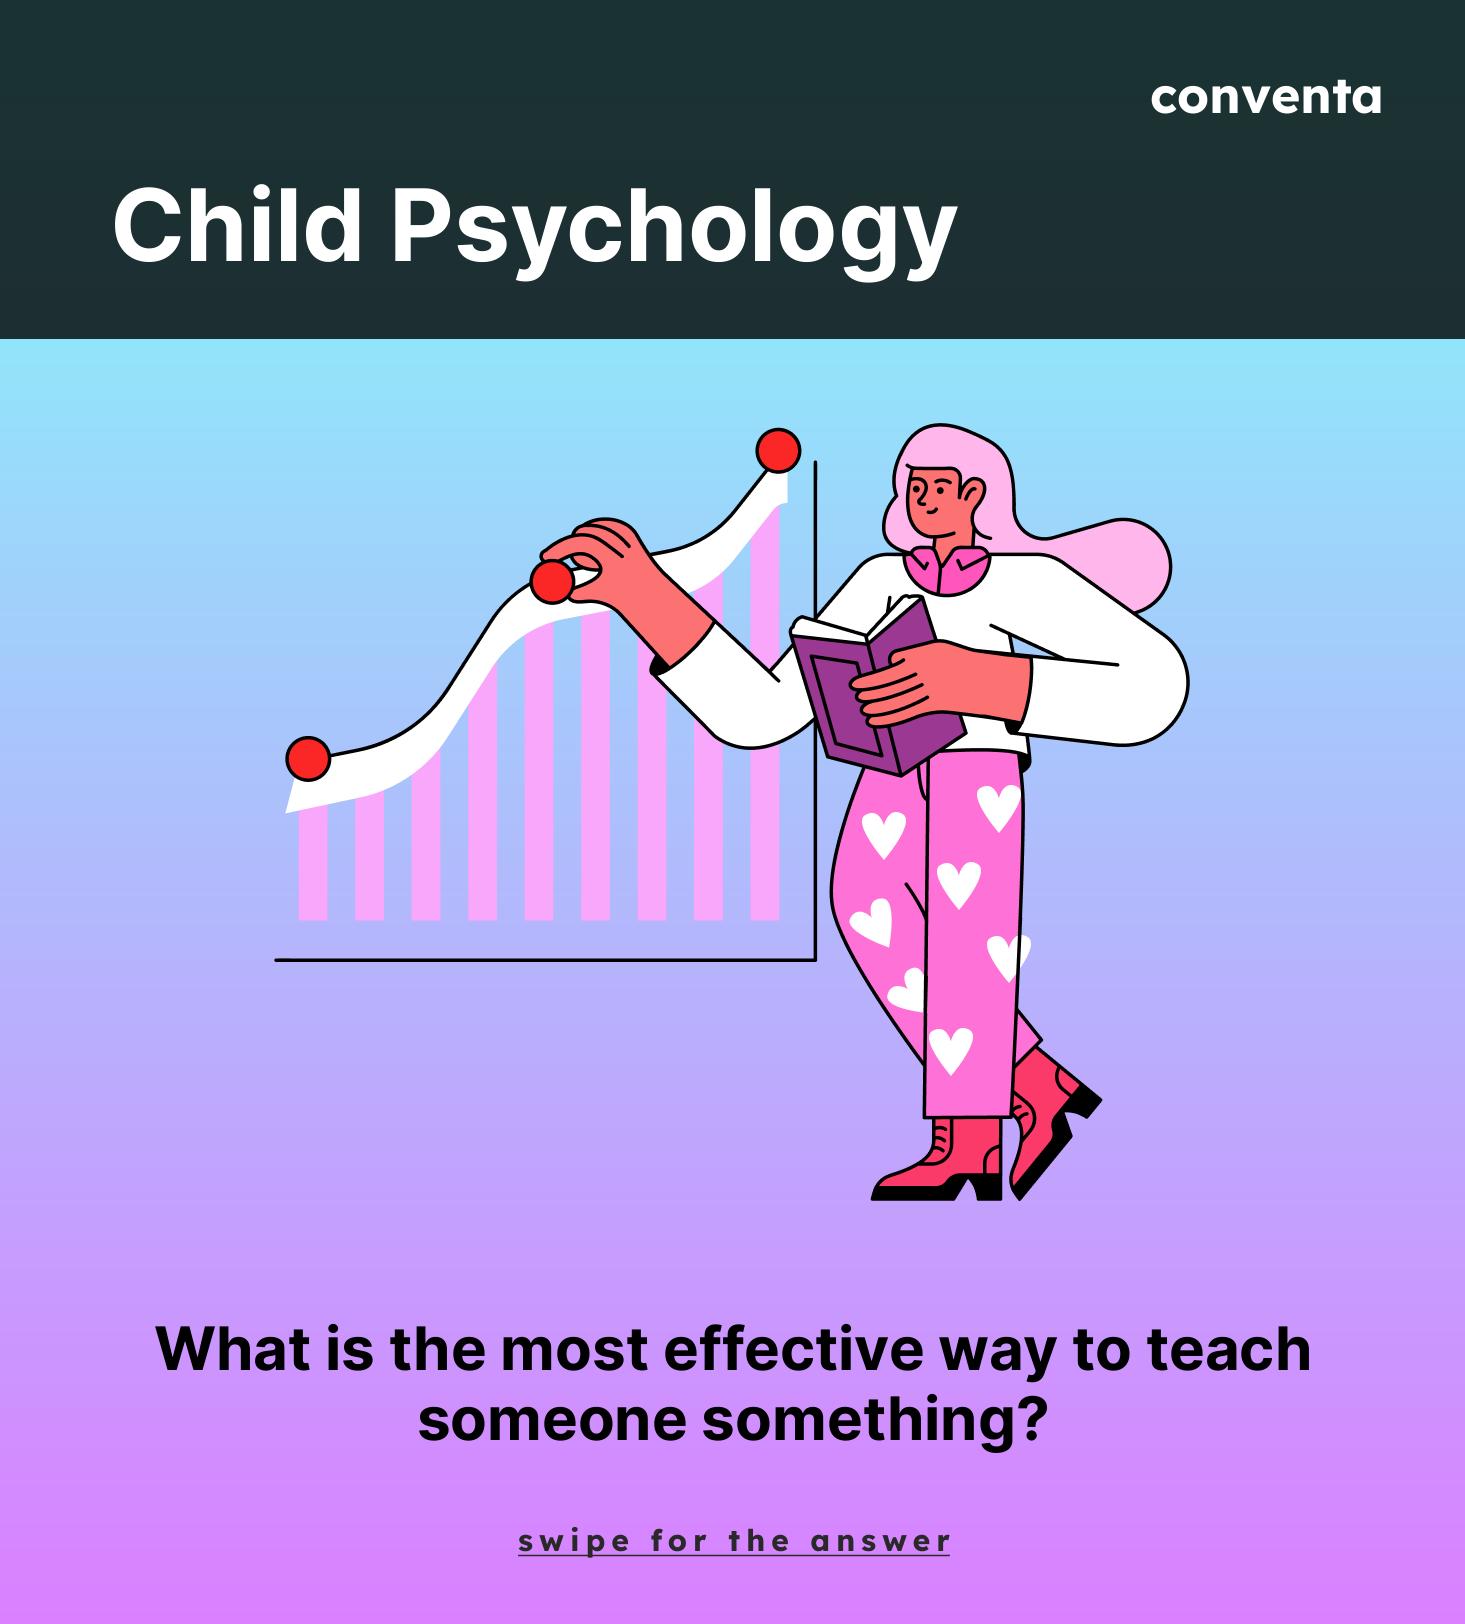 conventa
Child Psychology
What is the most effective way to teach
someone something?
swipe for the answer